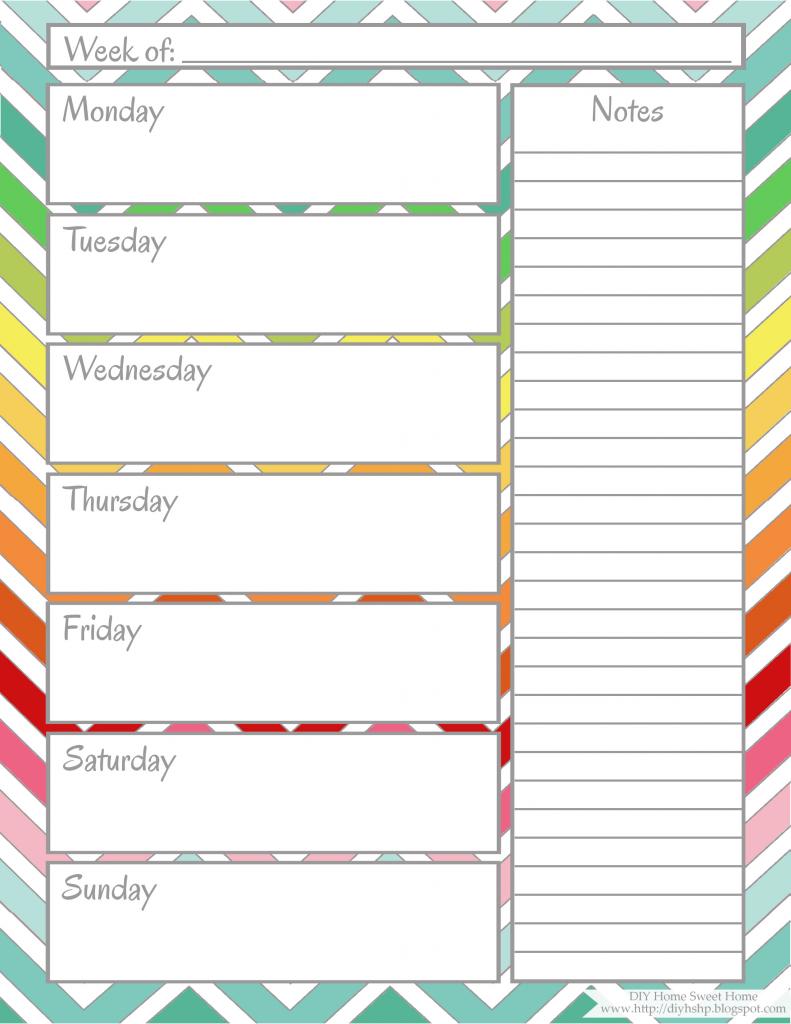 Week of:
Monday
Notes
Tuesday
Wednesday
Thursday
Friday
Saturday
Sunday
DIY Home Sweet Home
www.http://diyhshp.blogspot.com